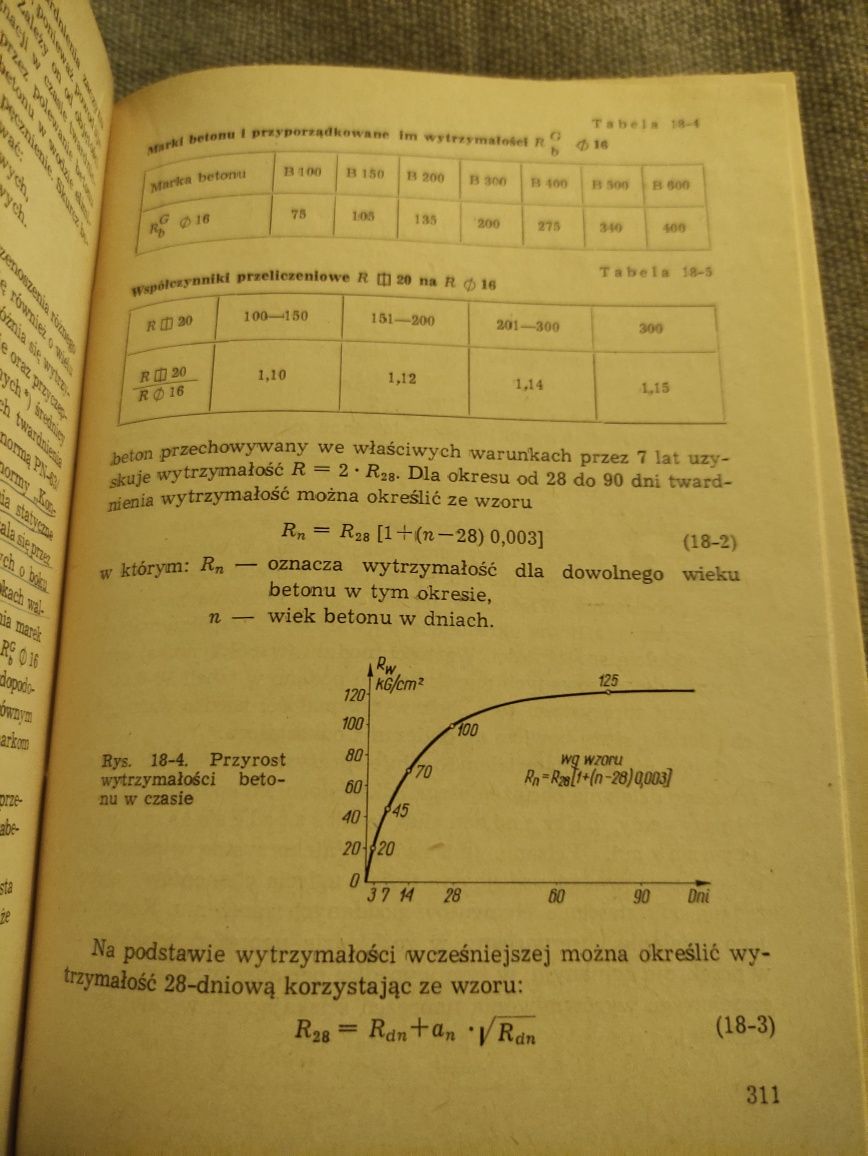 Tabela 18-4
Marki betonu i przyporządkowane im wytrzymałości R G b ⌀ 16
Marka betonu B 100 B 150 B 200 B 300 B 400 B 500 B 600
R G b ⌀ 16 75 105 135 200 275 340 400
Tabela 18-5
Współczynniki przeliczeniowe R 20 na R ⌀ 16
R 20 100—150 151—200 201—300 300
R 20
R ⌀ 16 1,10 1,12 1,14 1,15
beton przechowywany we właściwych warunkach przez 7 lat uzy-
skuje wytrzymałość R = 2 · R₂₈. Dla okresu od 28 do 90 dni tward-
nienia wytrzymałość można określić ze wzoru
Rₙ = R₂₈ [1+(n—28) 0,003] (18-2)
w którym: Rₙ — oznacza wytrzymałość dla dowolnego wieku
betonu w tym okresie,
n — wiek betonu w dniach.
Rw
kG/cm²
120
100
80
60
40
20
0
20
45
70
100
125
wg wzoru
Rn=R28[1+(n-28)0,003]
3 7 14 28 60 90 Dni
Rys. 18-4. Przyrost
wytrzymałości beto-
nu w czasie
Na podstawie wytrzymałości wcześniejszej można określić wy-
trzymałość 28-dniową korzystając ze wzoru:
R₂₈ = Rdn+an · √Rdn (18-3)
311